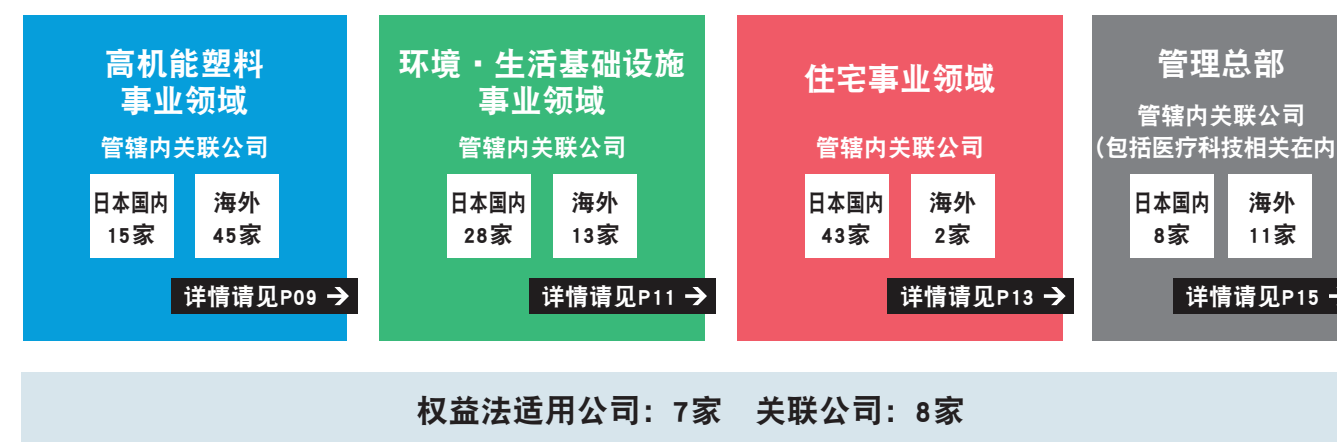 高机能塑料
事业领域
管辖内关联公司
日本国内
15家
海外
45家
详情请见P09 →
环境・生活基础设施
事业领域
管辖内关联公司
日本国内
28家
海外
13家
详情请见P11 →
住宅事业领域
管辖内关联公司
日本国内
43家
海外
2家
详情请见P13 →
管理总部
管辖内关联公司
（包括医疗科技相关在内
日本国内
8家
海外
11家
详情请见P15
权益法适用公司：7家　关联公司：8家